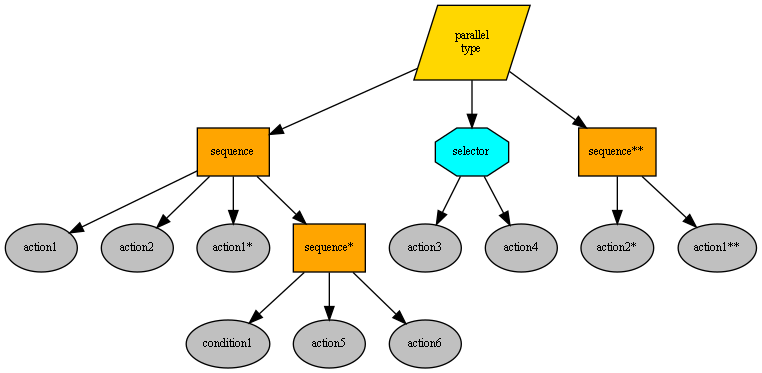 parallel
type
sequence
selector
sequence**
action1
action2
action1*
sequence*
action3
action4
action2*
action1**
condition1
action5
action6